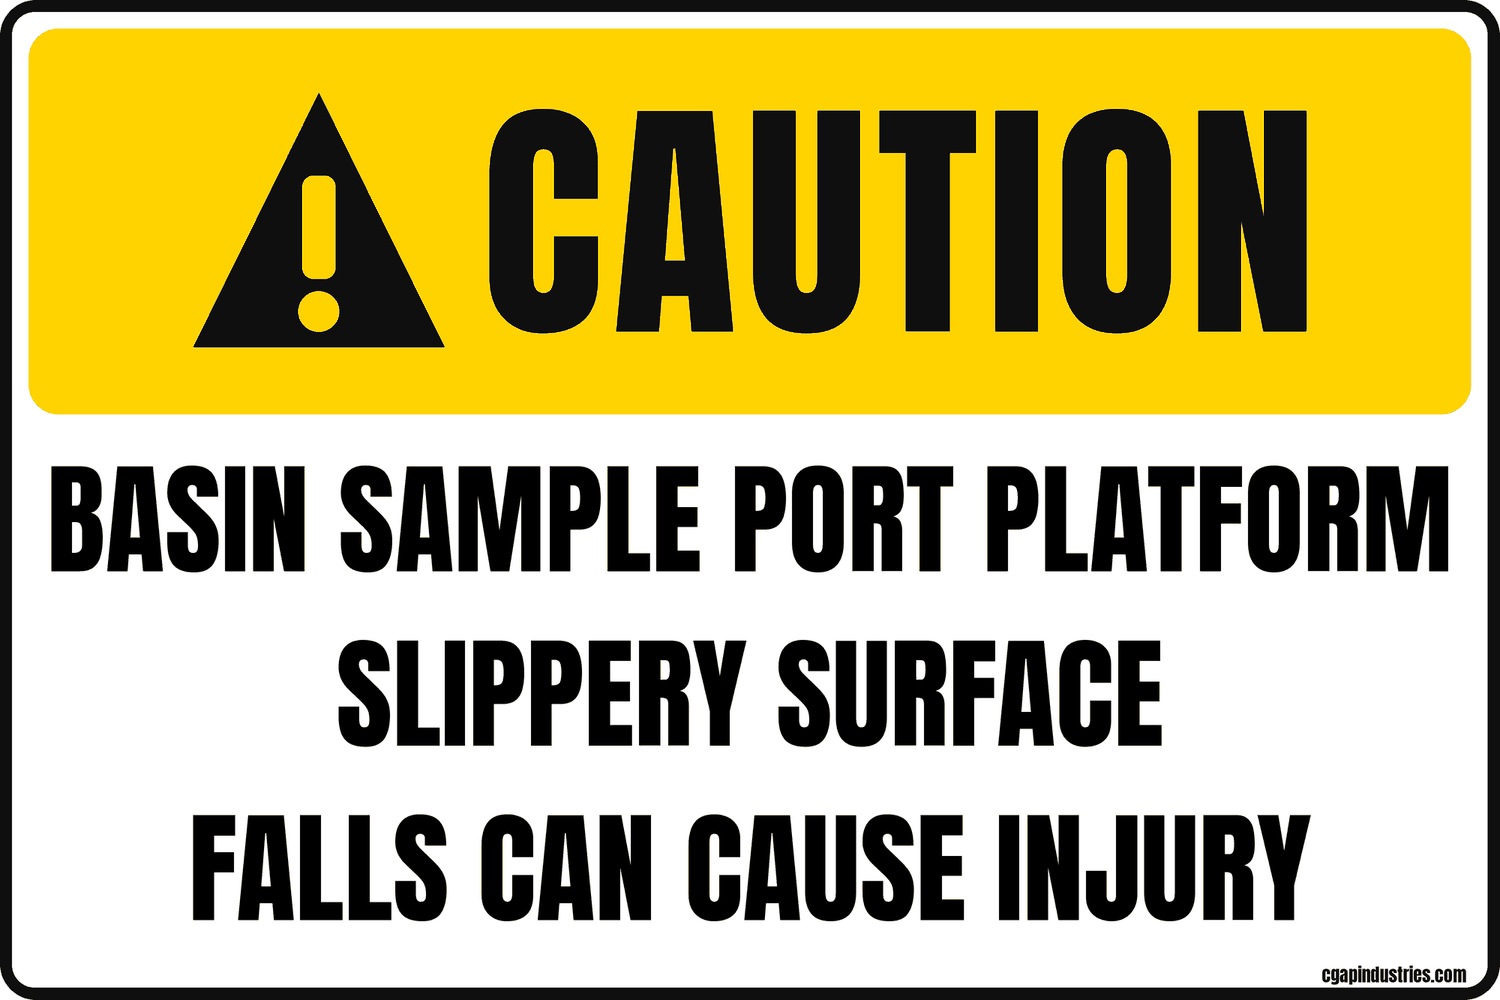 CAUTION
BASIN SAMPLE PORT PLATFORM
SLIPPERY SURFACE
FALLS CAN CAUSE INJURY
cgapindustries.com